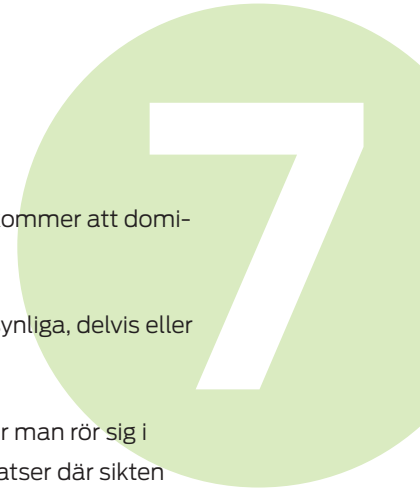 7
ommer att domi-
ynliga, delvis eller
r man rör sig i
atser där sikten